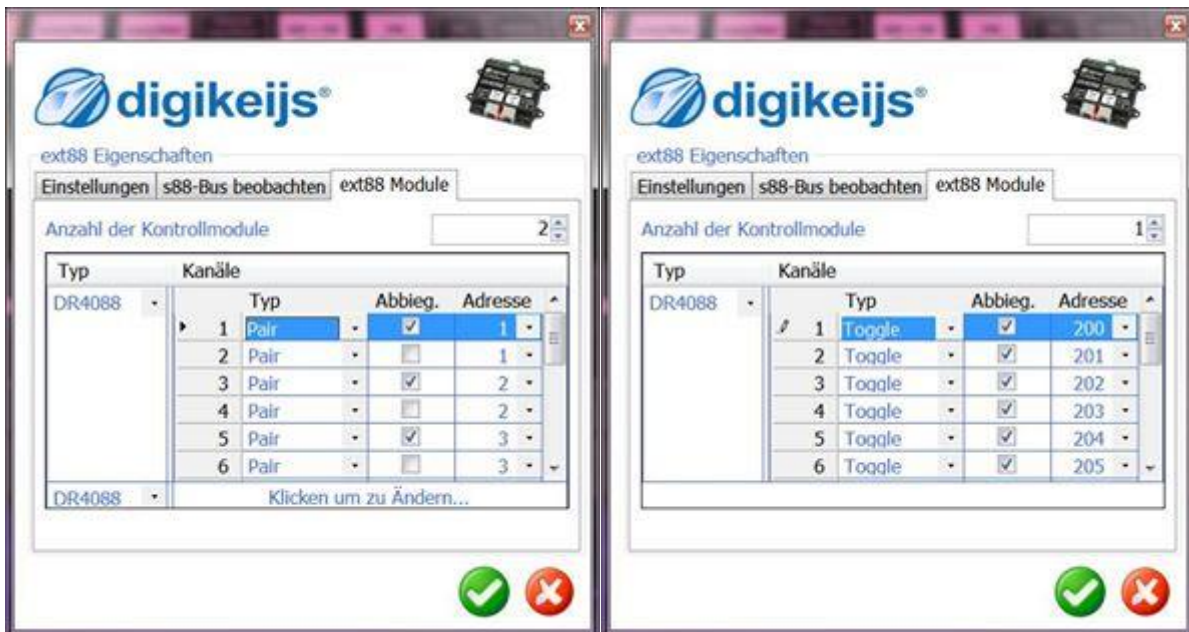 digikeijs®
ext88 Eigenschaften
Einstellungen s88-Bus beobachten ext88 Module
Anzahl der Kontrollmodule 2
Typ Kanäle
DR4088 Typ Abbieg. Adresse
1 Pair 1
2 Pair 1
3 Pair 2
4 Pair 2
5 Pair 3
6 Pair 3
DR4088 Klicken um zu Ändern...
digikeijs®
ext88 Eigenschaften
Einstellungen s88-Bus beobachten ext88 Module
Anzahl der Kontrollmodule 1
Typ Kanäle
DR4088 Typ Abbieg. Adresse
1 Toggle 200
2 Toggle 201
3 Toggle 202
4 Toggle 203
5 Toggle 204
6 Toggle 205